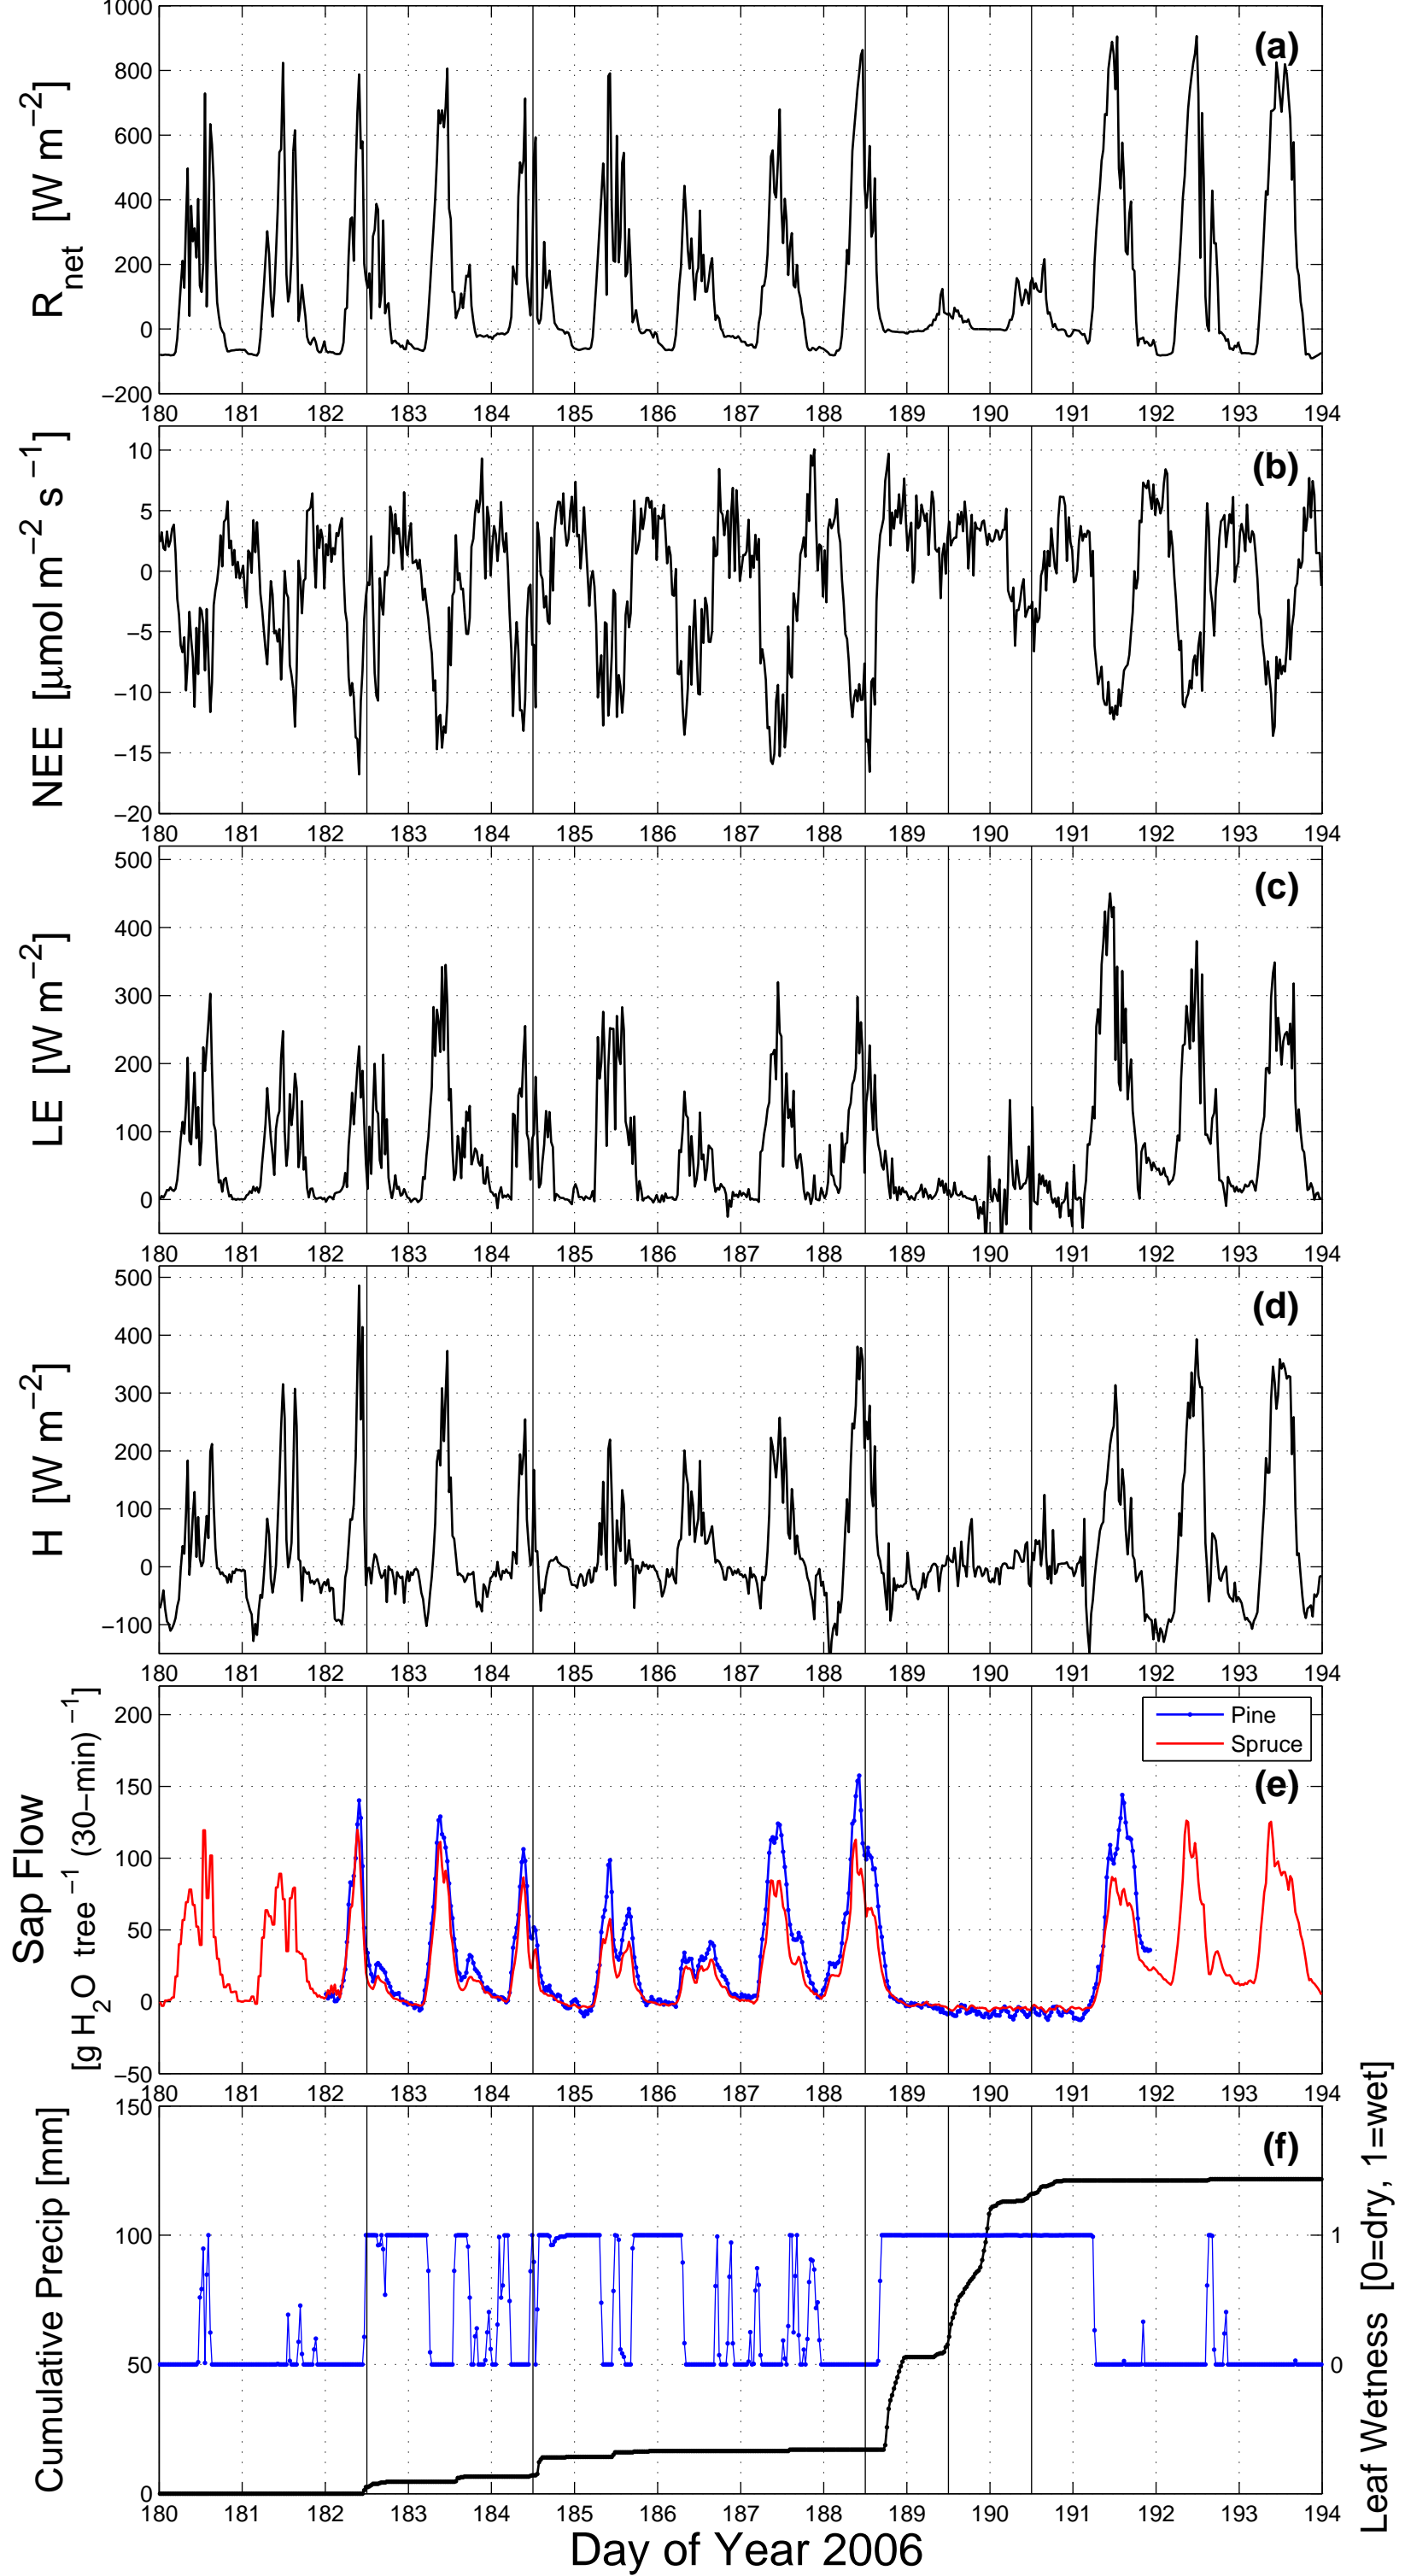 1000
(a)
800
600
400
200
0
−200
R_net [W m^−2]
180 181 182 183 184 185 186 187 188 189 190 191 192 193 194
10
(b)
5
0
−5
−10
−15
−20
NEE [μmol m^−2 s^−1]
180 181 182 183 184 185 186 187 188 189 190 191 192 193 194
500
(c)
400
300
200
100
0
LE [W m^−2]
180 181 182 183 184 185 186 187 188 189 190 191 192 193 194
500
(d)
400
300
200
100
0
−100
H [W m^−2]
180 181 182 183 184 185 186 187 188 189 190 191 192 193 194
200
Pine
Spruce
150
(e)
100
50
0
−50
Sap Flow
[g H_2O tree^−1 (30−min)^−1]
180 181 182 183 184 185 186 187 188 189 190 191 192 193 194
150
(f)
100
1
50
0
0
Cumulative Precip [mm]
Leaf Wetness [0=dry, 1=wet]
180 181 182 183 184 185 186 187 188 189 190 191 192 193 194
Day of Year 2006